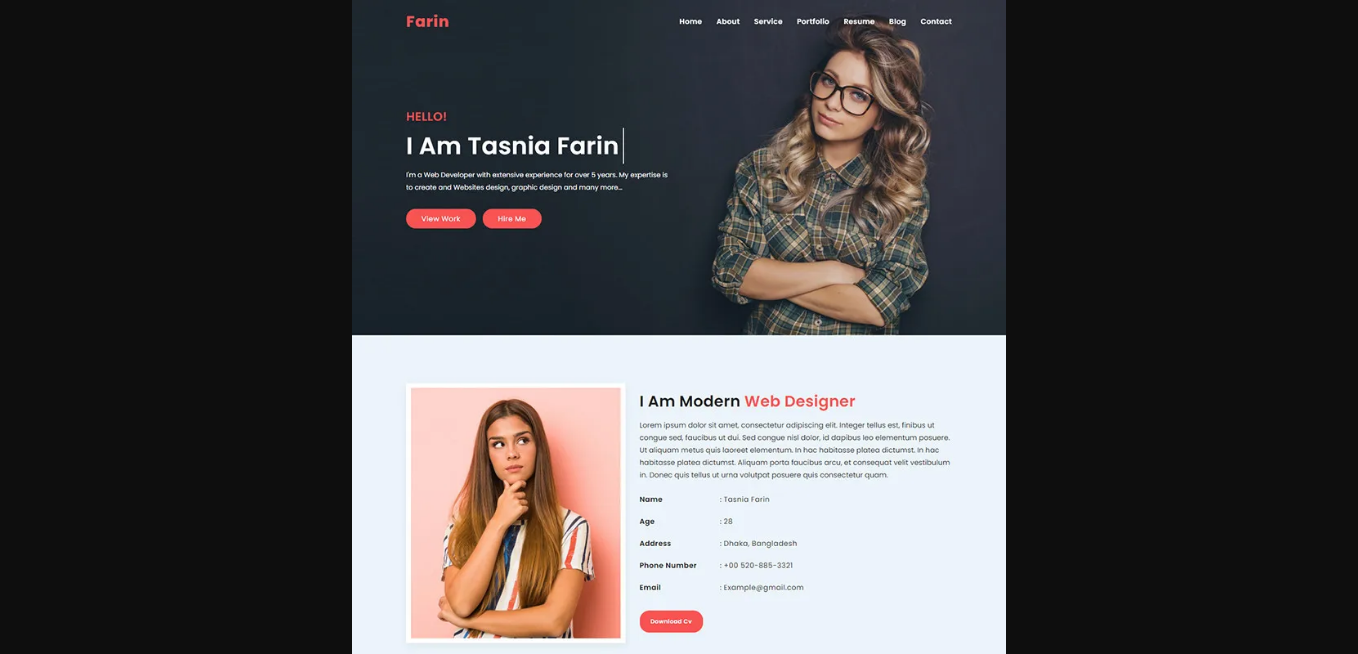 Farin
Home About Service Portfolio Resume Blog Contact
HELLO!
I Am Tasnia Farin
I'm a Web Developer with extensive experience for over 5 years. My expertise is
to create and Websites design, graphic design and many more...
View Work Hire Me
I Am Modern Web Designer
Lorem ipsum dolor sit amet, consectetur adipiscing elit. Integer tellus est, finibus ut
congue sed, faucibus ut dui. Sed congue nisl dolor, id dapibus leo elementum posuere.
Ut aliquam metus quis laoreet elementum. In hac habitasse platea dictumst. In hac
habitasse platea dictumst. Aliquam porta faucibus arcu, et consequat velit vestibulum
in. Donec quis tellus ut urna volutpat posuere quis consectetur quam.
Name : Tasnia Farin
Age : 28
Address : Dhaka, Bangladesh
Phone Number : +00 520-885-3321
Email : Example@gmail.com
Download Cv